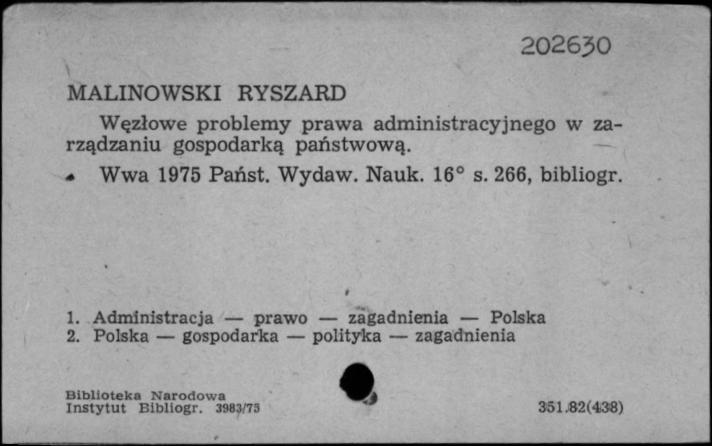 202630
MALINOWSKI RYSZARD
Węzłowe problemy prawa administracyjnego w za-
rządzaniu gospodarką państwową.
Wwa 1975 Państ. Wydaw. Nauk. 16° s. 266, bibliogr.
1. Administracja — prawo — zagadnienia — Polska
2. Polska — gospodarka — polityka — zagadnienia
Biblioteka Narodowa
Instytut Bibliogr. 3983/75
351.82(438)